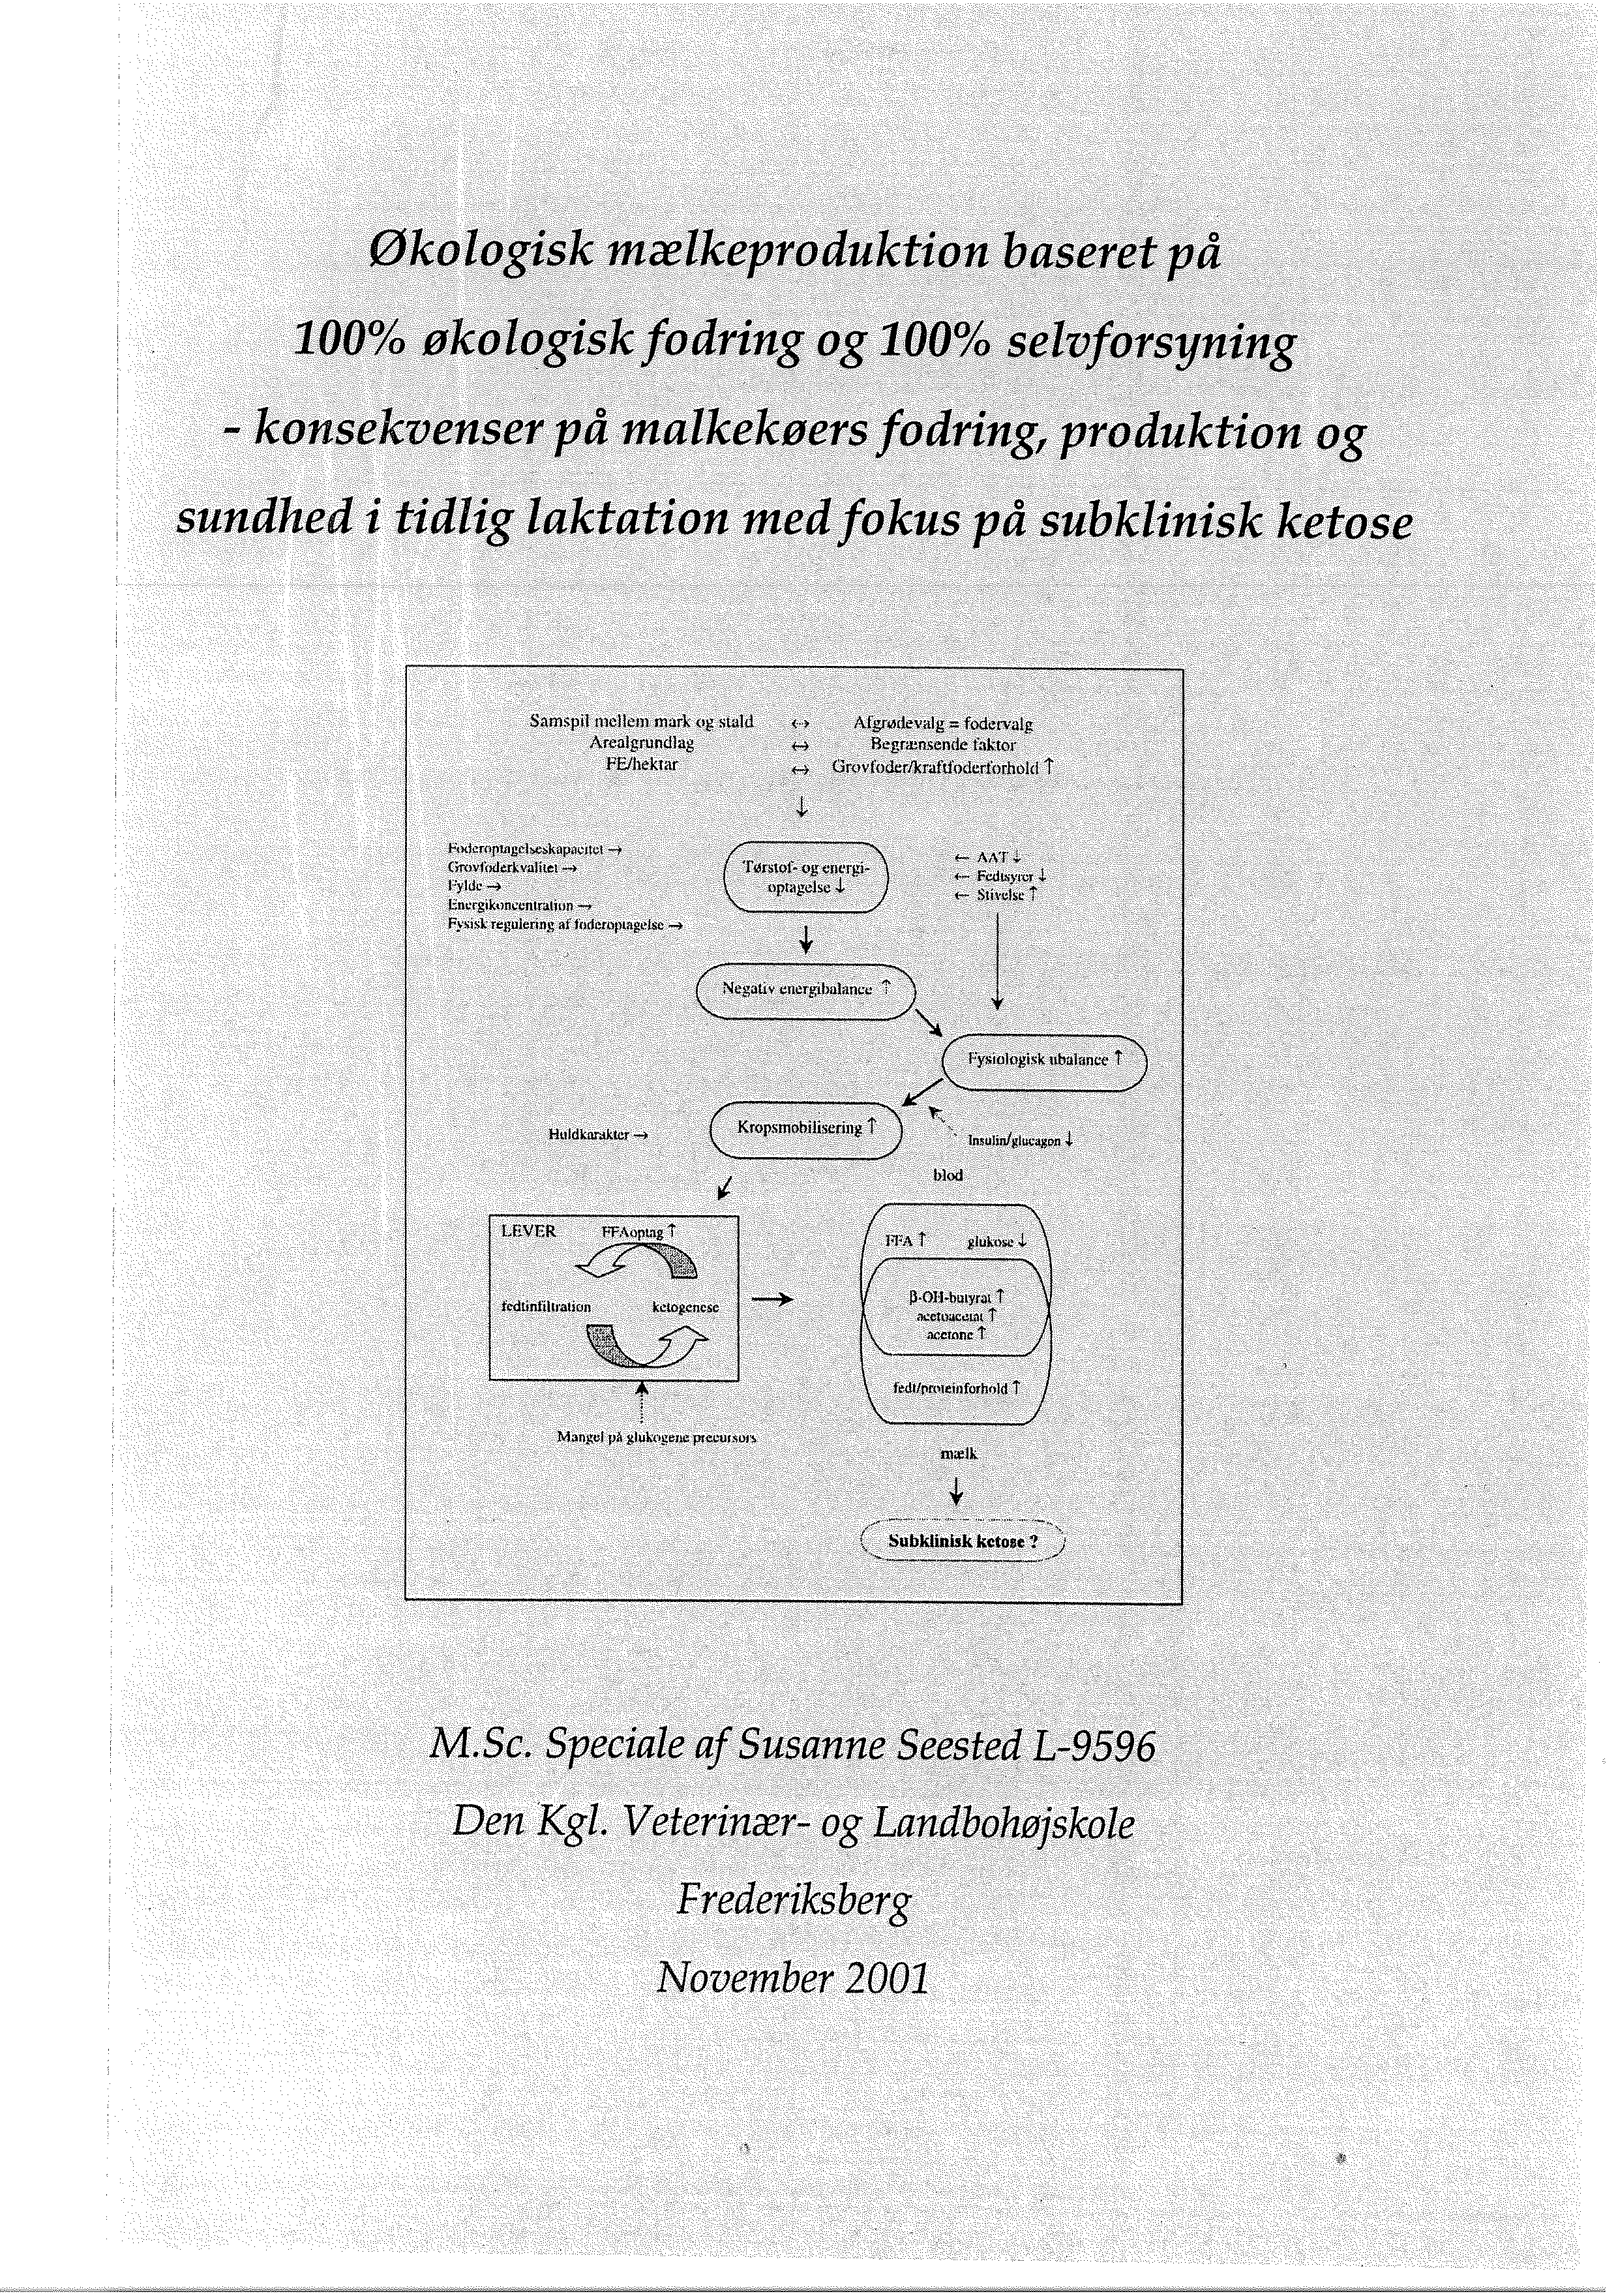 Økologisk mælkeproduktion baseret på
100% økologisk fodring og 100% selvforsyning
- konsekvenser på malkekøers fodring, produktion og
sundhed i tidlig laktation med fokus på subklinisk ketose
Samspil mellem mark og stald ↔ Afgrødevalg = fodervalg
Arealgrundlag ↔ Begrænsende faktor
FE/hektar ↔ Grovfoder/kraftfoderforhold ↑
↓
Foderoptagelseskapacitet →
Grovfoderkvalitet →
Fylde →
Energikoncentration →
Fysisk regulering af foderoptagelse →
Tørstof- og energi-
optagelse ↓
← AAT ↓
← Fedtsyrer ↓
← Stivelse ↑
Negativ energibalance ↑
Fysiologisk ubalance ↑
Huldkarakter →
Kropsmobilisering ↑
Insulin/glucagon ↓
blod
LEVER FFAoptag ↑
fedtinfiltration ketogenese
Mangel på glukogene precursors
FFA ↑ glukose ↓
β-OH-butyrat ↑
acetoacetat ↑
acetone ↑
fedt/proteinforhold ↑
mælk
Subklinisk ketose ?
M.Sc. Speciale af Susanne Seested L-9596
Den Kgl. Veterinær- og Landbohøjskole
Frederiksberg
November 2001